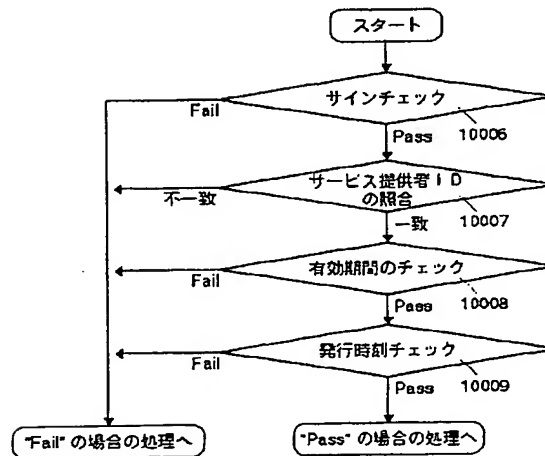 スタート
サインチェック
Fail
Pass
10006
サービス提供者ID
の照合
不一致
一致
10007
有効期間のチェック
Fail
Pass
10008
発行時刻チェック
Fail
Pass
10009
"Fail" の場合の処理へ
"Pass" の場合の処理へ